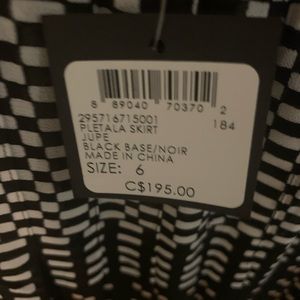 8 89040 70370 2
295716715001 184
PLETALA SKIRT
JUPE
BLACK BASE/NOIR
MADE IN CHINA
SIZE: 6
C$195.00